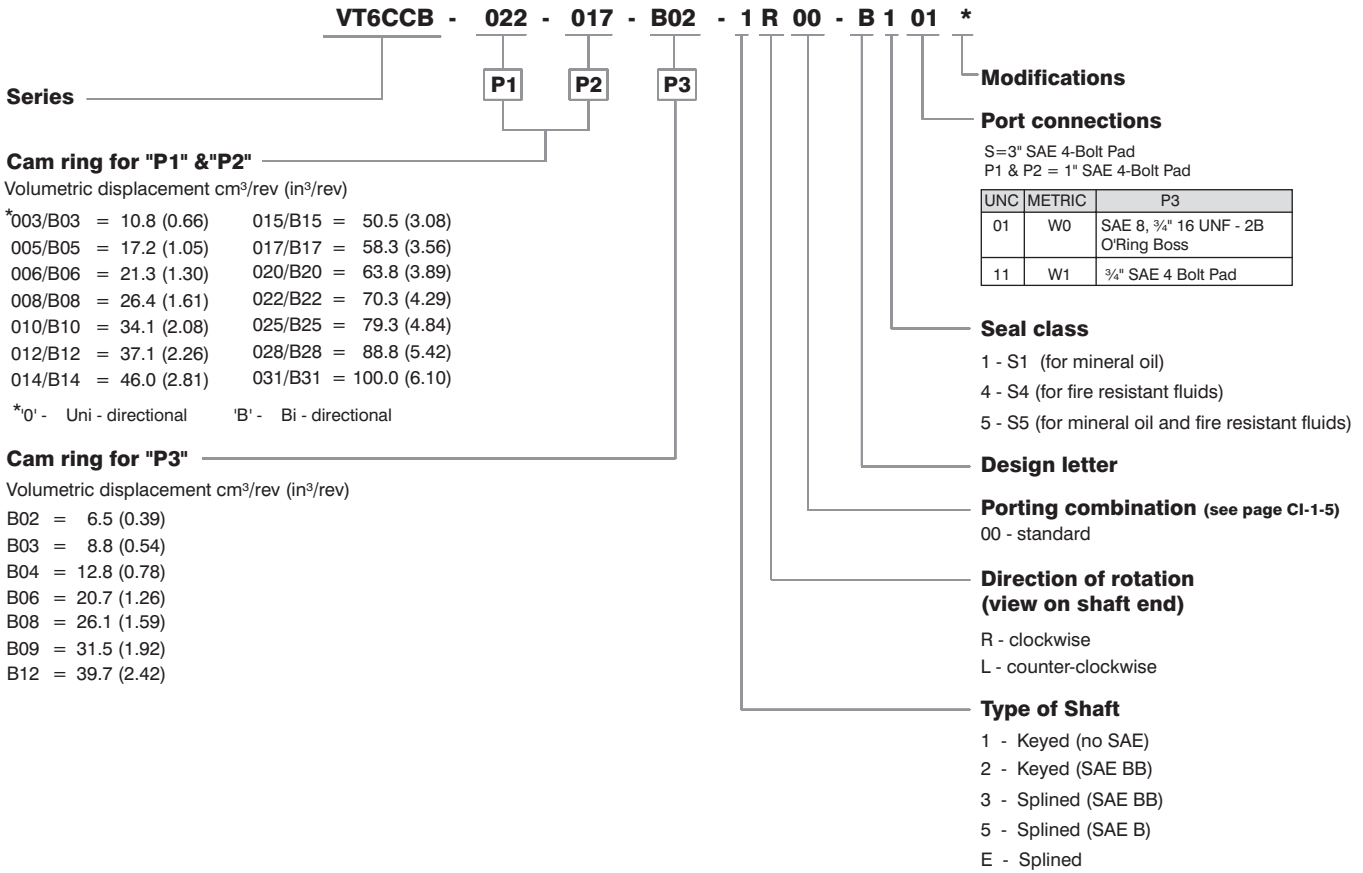 VT6CCB - 022 - 017 - B02 - 1 R 00 - B 1 01 *
P1 P2 P3
Series
Cam ring for "P1" &"P2"
Volumetric displacement cm³/rev (in³/rev)
*003/B03 = 10.8 (0.66) 015/B15 = 50.5 (3.08)
005/B05 = 17.2 (1.05) 017/B17 = 58.3 (3.56)
006/B06 = 21.3 (1.30) 020/B20 = 63.8 (3.89)
008/B08 = 26.4 (1.61) 022/B22 = 70.3 (4.29)
010/B10 = 34.1 (2.08) 025/B25 = 79.3 (4.84)
012/B12 = 37.1 (2.26) 028/B28 = 88.8 (5.42)
014/B14 = 46.0 (2.81) 031/B31 = 100.0 (6.10)
*'0' - Uni - directional 'B' - Bi - directional
Cam ring for "P3"
Volumetric displacement cm³/rev (in³/rev)
B02 = 6.5 (0.39)
B03 = 8.8 (0.54)
B04 = 12.8 (0.78)
B06 = 20.7 (1.26)
B08 = 26.1 (1.59)
B09 = 31.5 (1.92)
B12 = 39.7 (2.42)
Modifications
Port connections
S=3" SAE 4-Bolt Pad
P1 & P2 = 1" SAE 4-Bolt Pad
UNC METRIC P3
01 W0 SAE 8, ¾" 16 UNF - 2B
O'Ring Boss
11 W1 ¾" SAE 4 Bolt Pad
Seal class
1 - S1 (for mineral oil)
4 - S4 (for fire resistant fluids)
5 - S5 (for mineral oil and fire resistant fluids)
Design letter
Porting combination (see page CI-1-5)
00 - standard
Direction of rotation
(view on shaft end)
R - clockwise
L - counter-clockwise
Type of Shaft
1 - Keyed (no SAE)
2 - Keyed (SAE BB)
3 - Splined (SAE BB)
5 - Splined (SAE B)
E - Splined